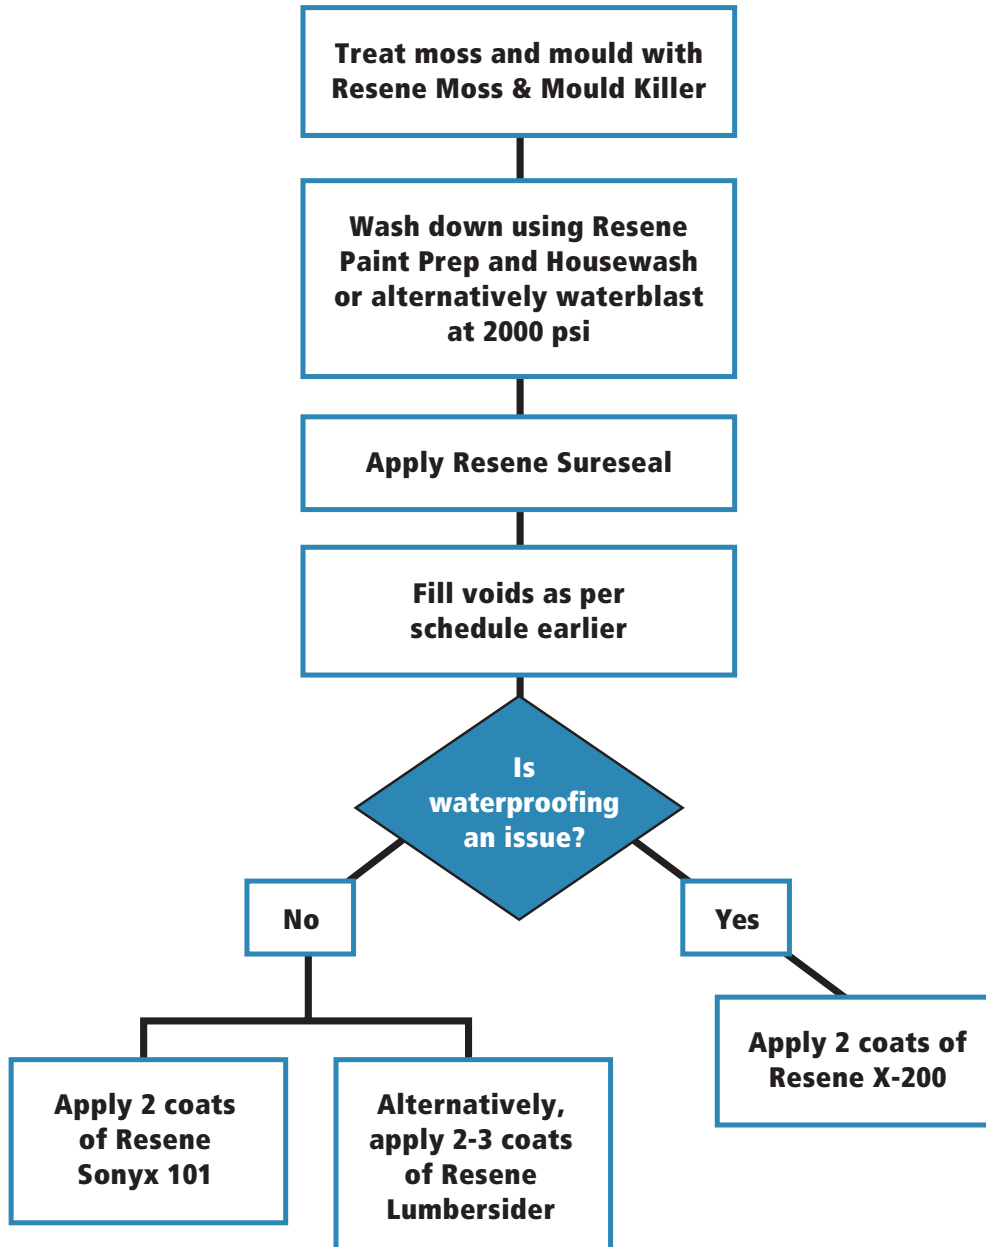 Treat moss and mould with
Resene Moss & Mould Killer
Wash down using Resene
Paint Prep and Housewash
or alternatively waterblast
at 2000 psi
Apply Resene Sureseal
Fill voids as per
schedule earlier
Is
waterproofing
an issue?
No
Yes
Apply 2 coats
of Resene
Sonyx 101
Alternatively,
apply 2-3 coats
of Resene
Lumbersider
Apply 2 coats of
Resene X-200